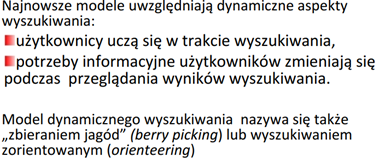 Najnowsze modele uwzględniają dynamiczne aspekty
wyszukiwania:
użytkownicy uczą się w trakcie wyszukiwania,
potrzeby informacyjne użytkowników zmieniają się
podczas przeglądania wyników wyszukiwania.
Model dynamicznego wyszukiwania nazywa się także
„zbieraniem jagód” (berry picking) lub wyszukiwaniem
zorientowanym (orienteering)